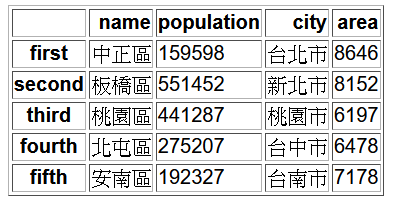 name population city area
first 中正區 159598 台北市 8646
second 板橋區 551452 新北市 8152
third 桃園區 441287 桃園市 6197
fourth 北屯區 275207 台中市 6478
fifth 安南區 192327 台南市 7178